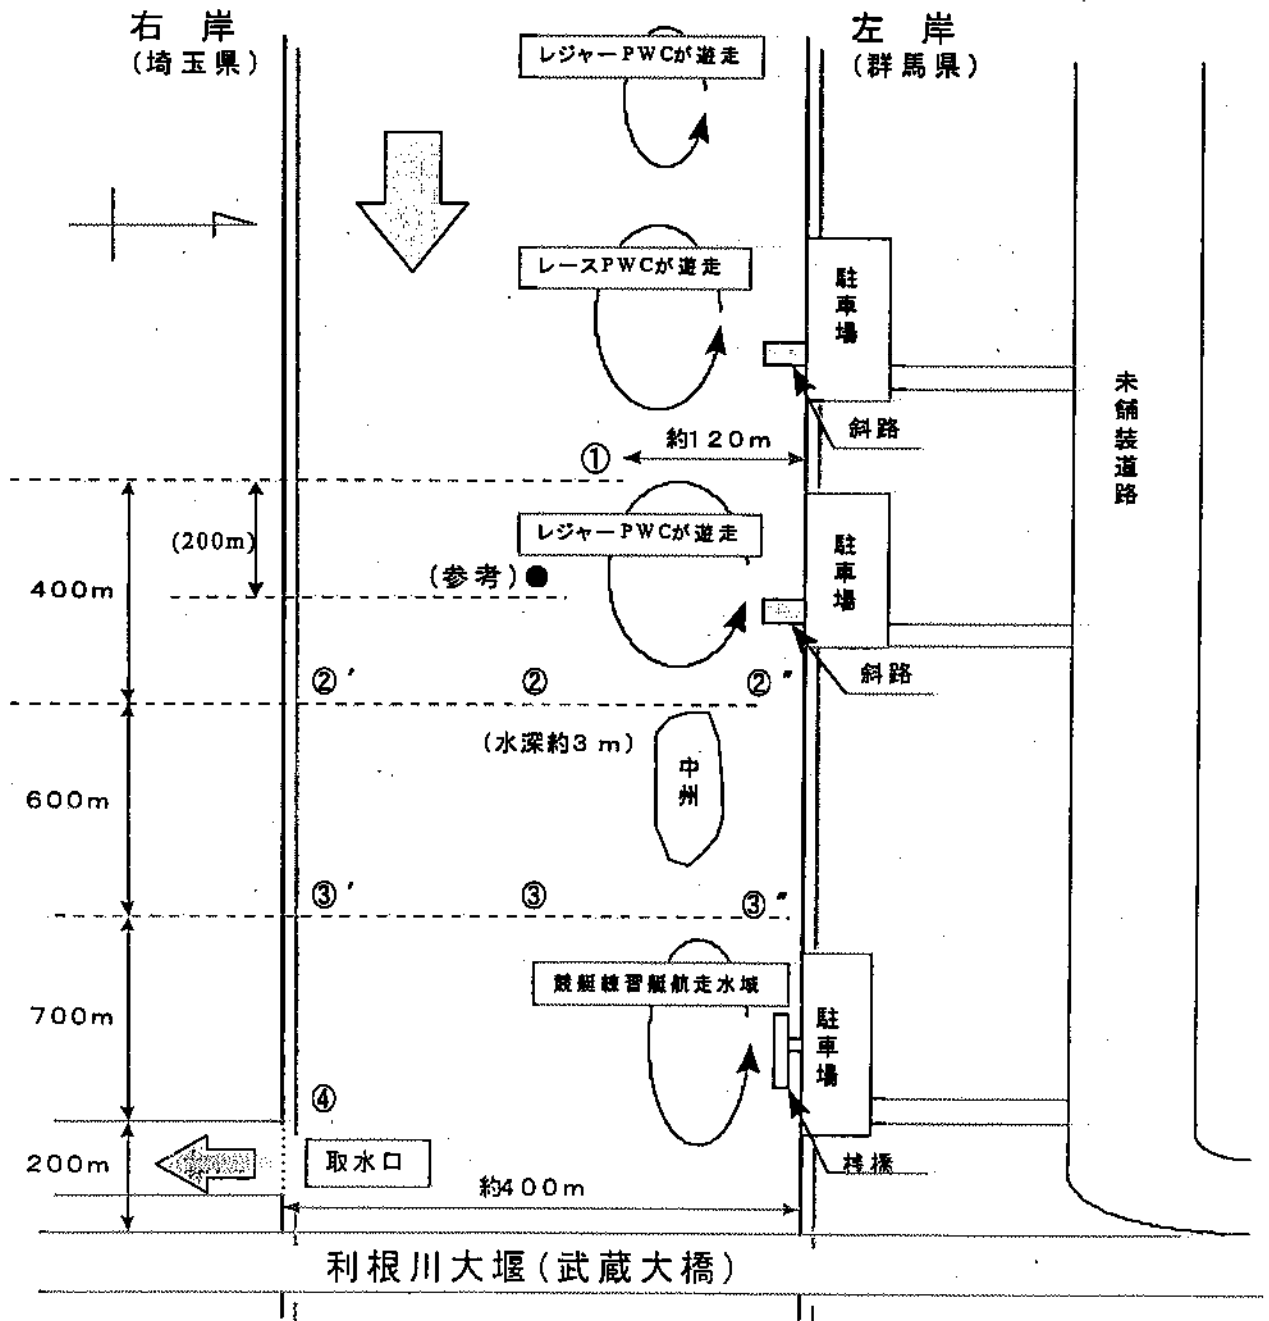 右岸
(埼玉県)
左岸
(群馬県)
レジャーPWCが遊走
レースPWCが遊走
駐車場
斜路
未舗装道路
①
約120m
レジャーPWCが遊走
駐車場
(200m)
(参考)●
400m
斜路
②'
②
②"
(水深約3m)
中州
600m
③'
③
③"
競艇練習艇航走水域
駐車場
700m
④
200m
取水口
桟橋
約400m
利根川大堰(武蔵大橋)